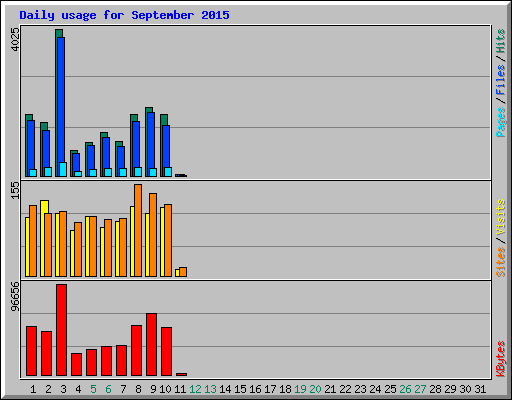 Daily usage for September 2015
4025
Pages / Files / Hits
155
Sites / Visits
96656
KBytes
1 2 3 4 5 6 7 8 9 10 11 12 13 14 15 16 17 18 19 20 21 22 23 24 25 26 27 28 29 30 31